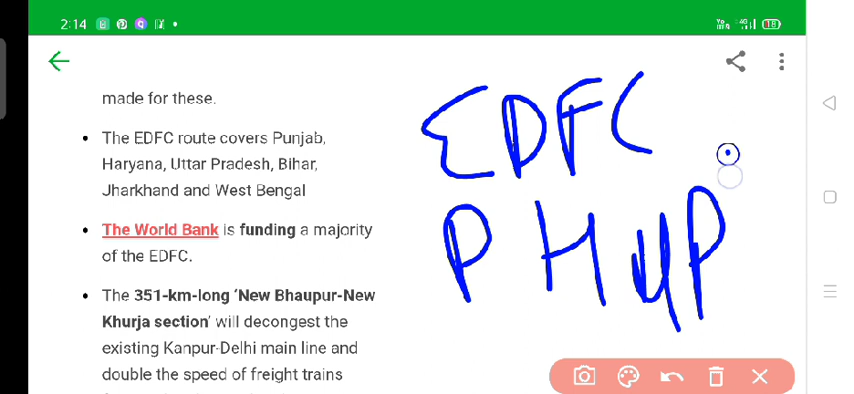 2:14
18
made for these.
The EDFC route covers Punjab,
Haryana, Uttar Pradesh, Bihar,
Jharkhand and West Bengal
The World Bank is funding a majority
of the EDFC.
The 351-km-long ‘New Bhaupur-New
Khurja section’ will decongest the
existing Kanpur-Delhi main line and
double the speed of freight trains
EDFC
P H UP